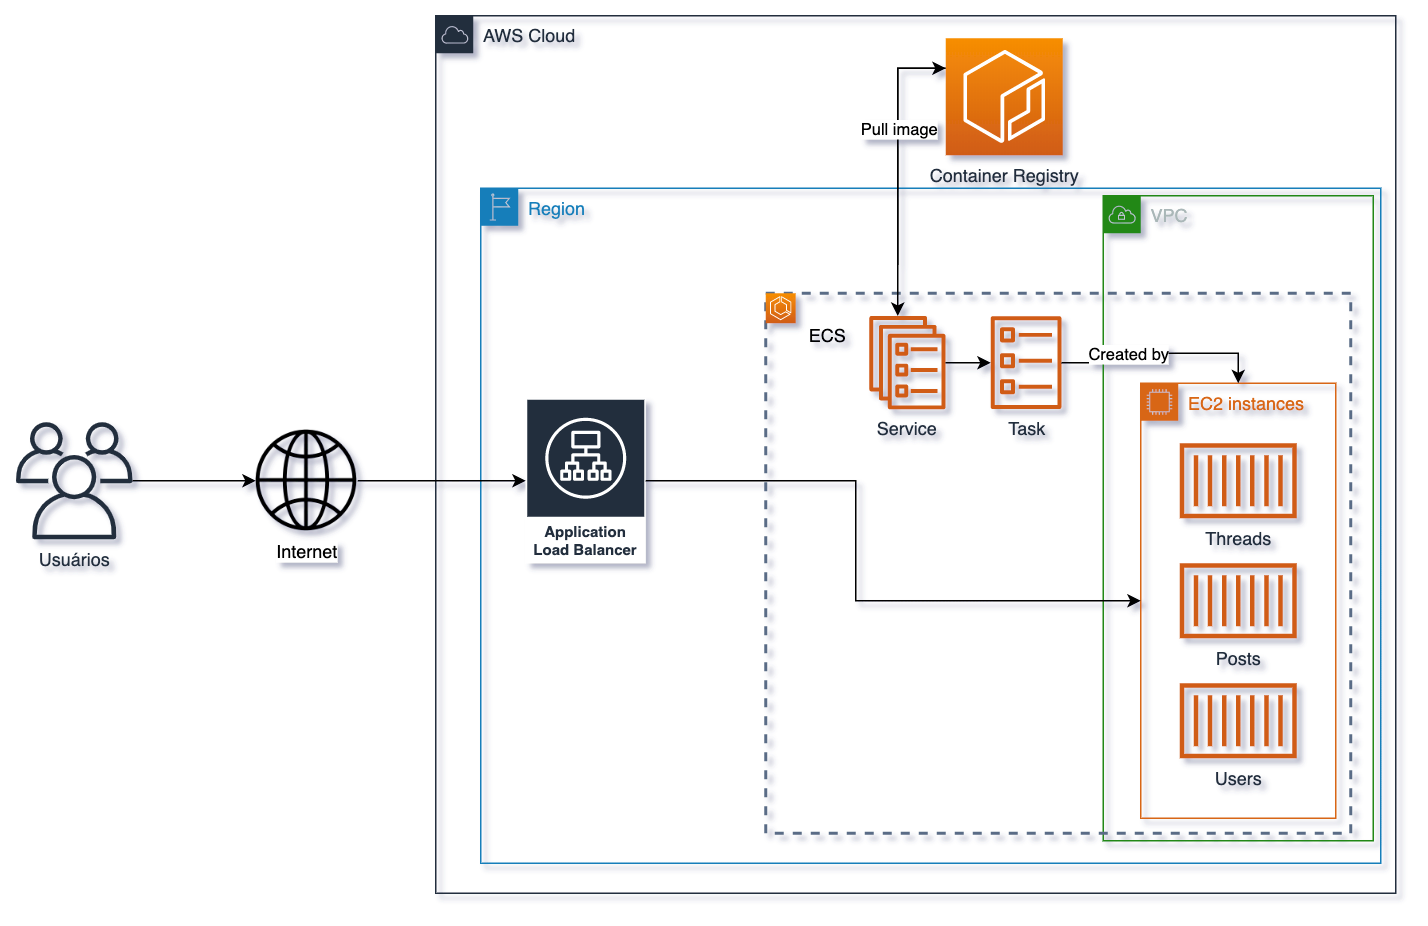 AWS Cloud
Pull image
Container Registry
Region
VPC
ECS
Created by
EC2 instances
Service
Task
Threads
Application
Load Balancer
Internet
Usuários
Posts
Users